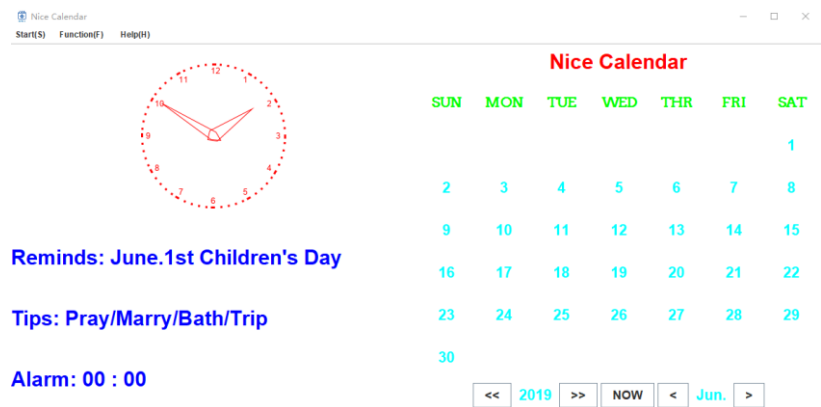 Nice Calendar
Start(S) Function(F) Help(H)
12
1
2
3
4
5
6
7
8
9
10
11
Reminds: June.1st Children's Day
Tips: Pray/Marry/Bath/Trip
Alarm: 00 : 00
Nice Calendar
SUN MON TUE WED THR FRI SAT
1
2 3 4 5 6 7 8
9 10 11 12 13 14 15
16 17 18 19 20 21 22
23 24 25 26 27 28 29
30
<< 2019 >> NOW < Jun. >